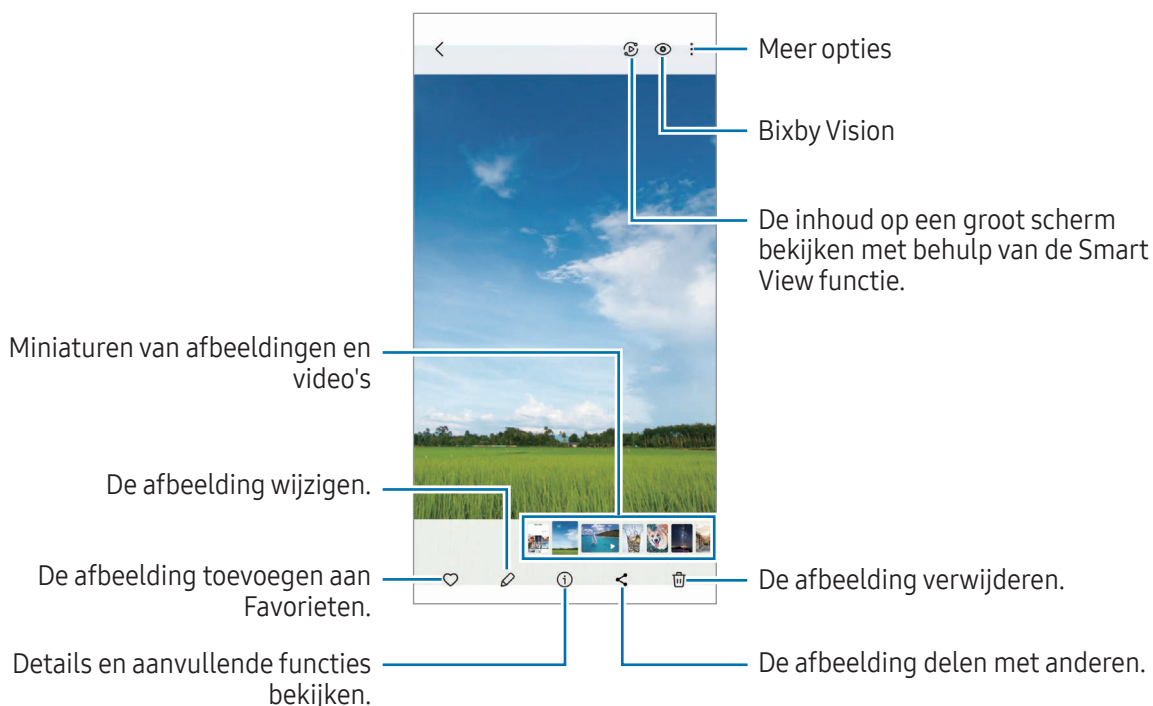 Meer opties
Bixby Vision
De inhoud op een groot scherm
bekijken met behulp van de Smart
View functie.
Miniaturen van afbeeldingen en
video's
De afbeelding wijzigen.
De afbeelding toevoegen aan
Favorieten.
De afbeelding verwijderen.
Details en aanvullende functies
bekijken.
De afbeelding delen met anderen.